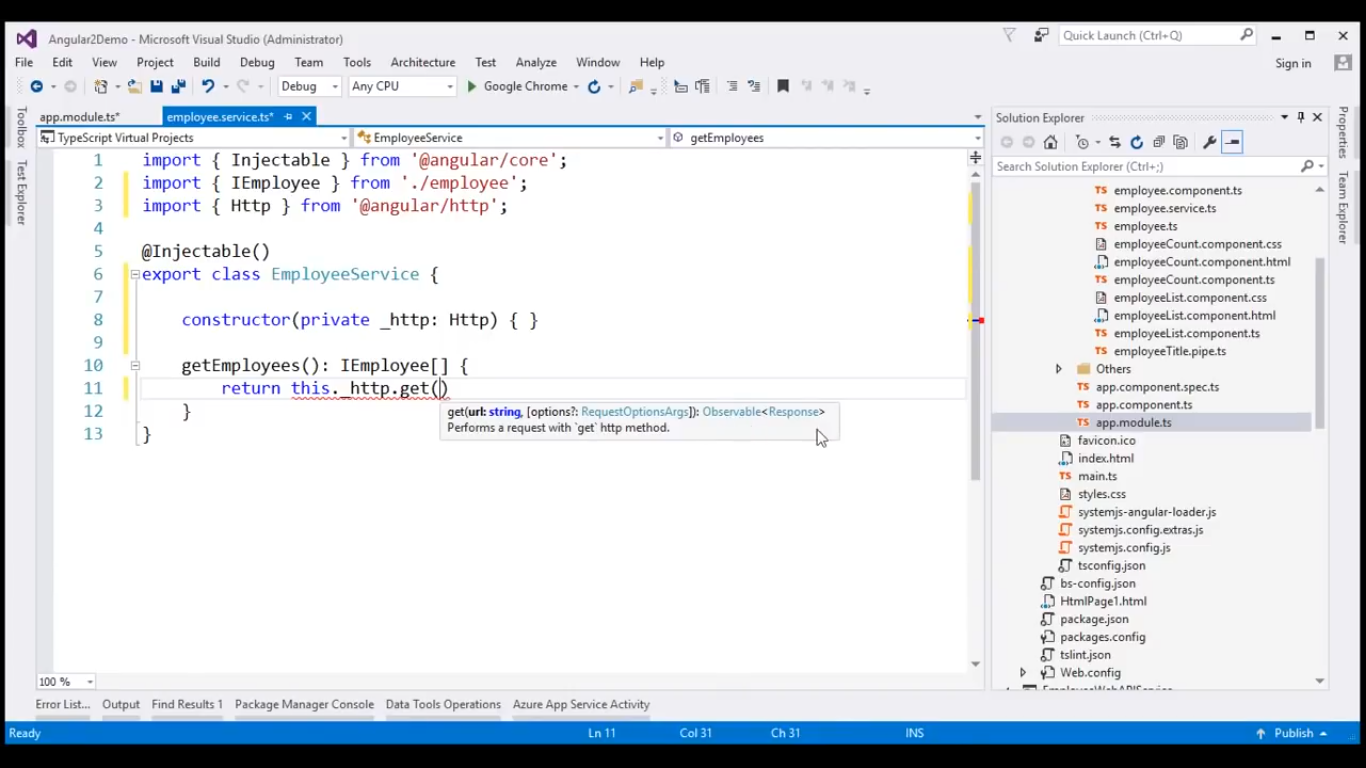 Angular2Demo - Microsoft Visual Studio (Administrator)
Quick Launch (Ctrl+Q)
File Edit View Project Build Debug Team Tools Architecture Test Analyze Window Help
Sign in
Debug Any CPU Google Chrome
app.module.ts* employee.service.ts*
TypeScript Virtual Projects EmployeeService getEmployees
Toolbox
Test Explorer
1 import { Injectable } from '@angular/core';
2 import { IEmployee } from './employee';
3 import { Http } from '@angular/http';
4
5 @Injectable()
6 export class EmployeeService {
7
8 constructor(private _http: Http) { }
9
10 getEmployees(): IEmployee[] {
11 return this._http.get()
12 }
13 }
get(url: string, [options?: RequestOptionsArgs]): Observable<Response>
Performs a request with `get` http method.
100 %
Solution Explorer
Search Solution Explorer (Ctrl+;)
employee.component.ts
employee.service.ts
employee.ts
employeeCount.component.css
employeeCount.component.html
employeeCount.component.ts
employeeList.component.css
employeeList.component.html
employeeList.component.ts
employeeTitle.pipe.ts
Others
app.component.spec.ts
app.component.ts
app.module.ts
favicon.ico
index.html
main.ts
styles.css
systemjs-angular-loader.js
systemjs.config.extras.js
systemjs.config.js
tsconfig.json
bs-config.json
HtmlPage1.html
package.json
packages.config
tslint.json
Web.config
EmployeeWebAPIService
Properties
Team Explorer
Error List... Output Find Results 1 Package Manager Console Data Tools Operations Azure App Service Activity
Ready Ln 11 Col 31 Ch 31 INS Publish